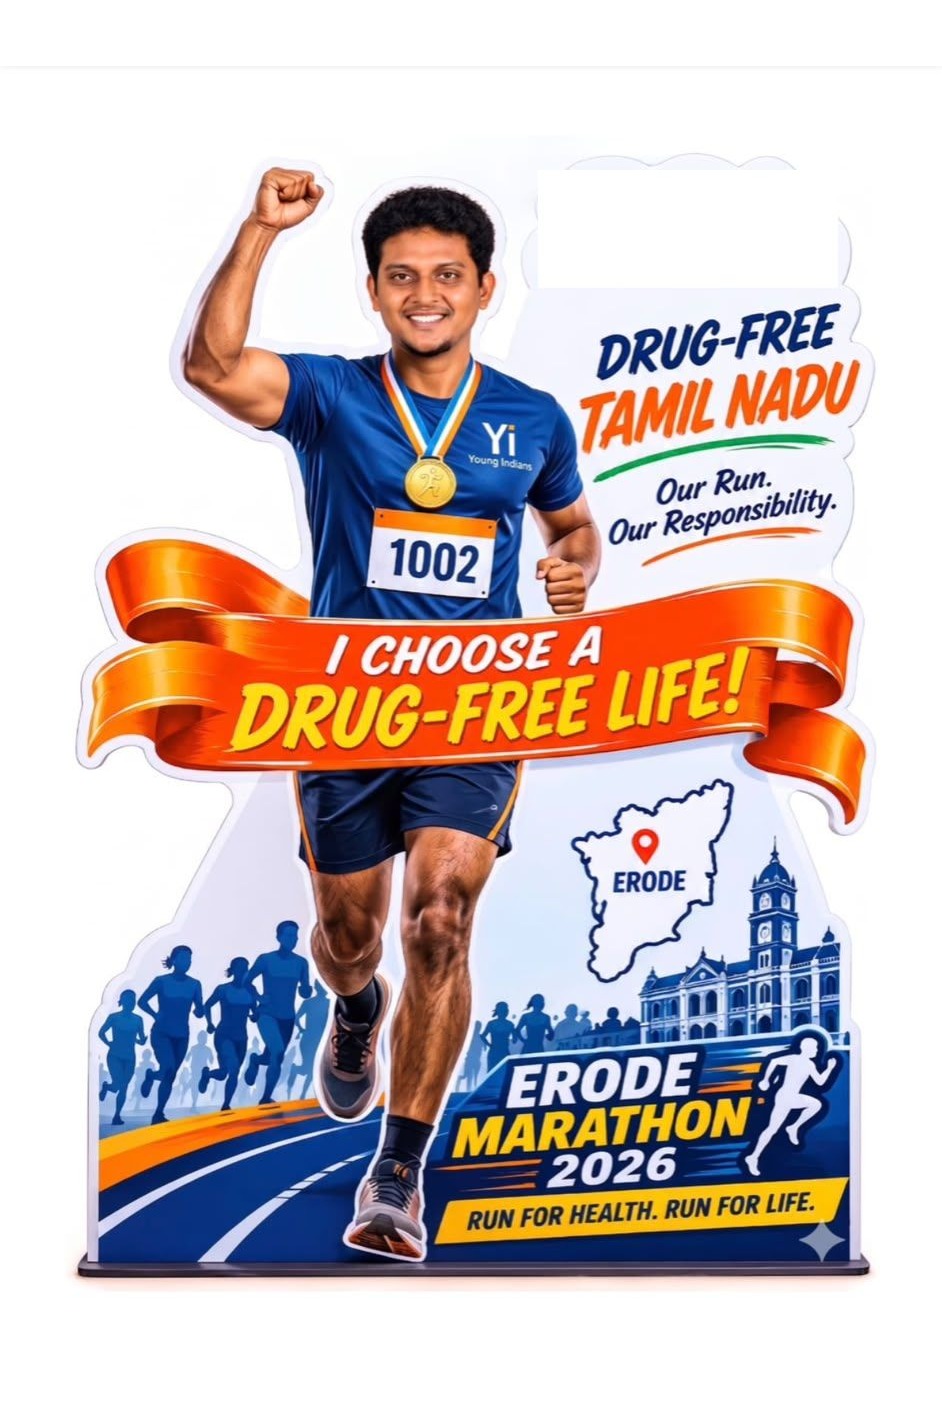 DRUG-FREE
TAMIL NADU
Our Run.
Our Responsibility.
Yi
Young Indians
1002
I CHOOSE A
DRUG-FREE LIFE!
ERODE
ERODE
MARATHON
2026
RUN FOR HEALTH. RUN FOR LIFE.